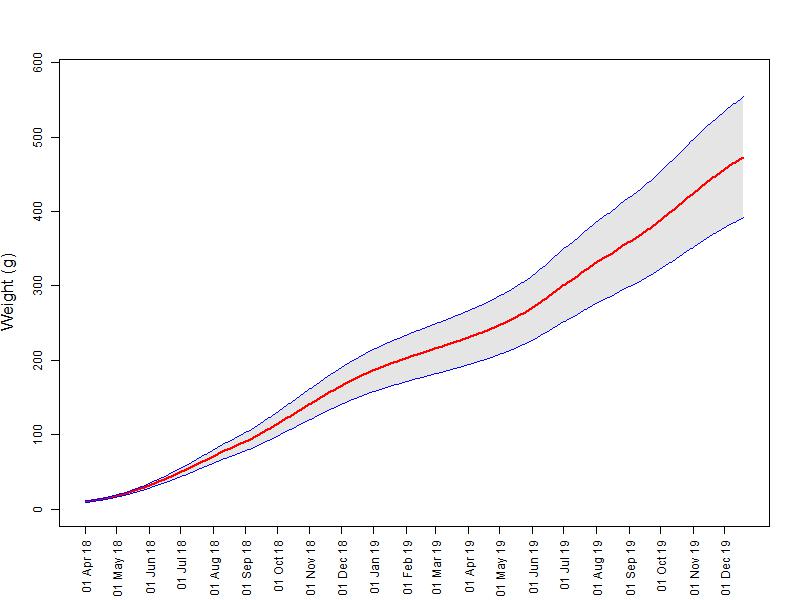 Weight (g)
600
500
400
300
200
100
0
01 Apr 18
01 May 18
01 Jun 18
01 Jul 18
01 Aug 18
01 Sep 18
01 Oct 18
01 Nov 18
01 Dec 18
01 Jan 19
01 Feb 19
01 Mar 19
01 Apr 19
01 May 19
01 Jun 19
01 Jul 19
01 Aug 19
01 Sep 19
01 Oct 19
01 Nov 19
01 Dec 19